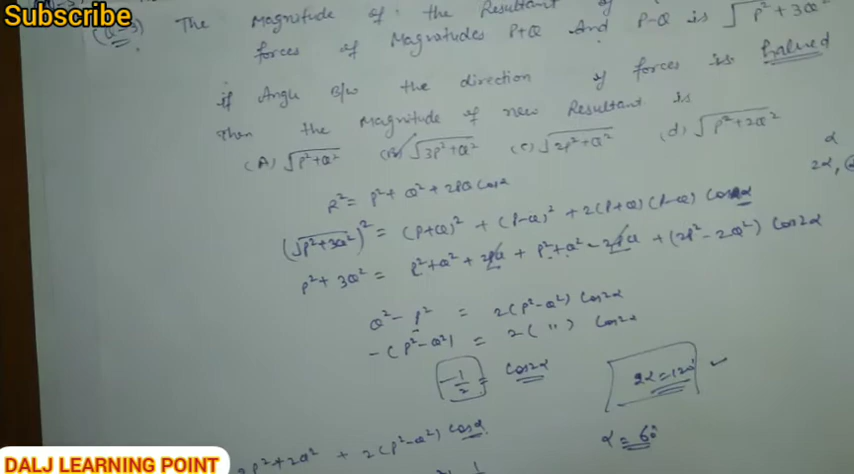 Subscribe
(Q-3) The Magnitude of the Resultant of
forces of Magnitudes P+Q And P-Q is √P²+3Q²
if Angle B/w the direction of forces is halved
Then the Magnitude of new Resultant is
(A) √P²+Q² (B) √3P²+Q² (C) √2P²+Q² (d) √P²+2Q²
α
2α,
R² = P² + Q² + 2PQ Cosα
(√P²+3Q²)² = (P+Q)² + (P-Q)² + 2(P+Q)(P-Q) Cos2α
P² + 3Q² = P²+Q² + 2PQ + P²+Q² - 2PQ + (2P²-2Q²) Cos2α
Q² - P² = 2(P²-Q²) Cos2α
-(P²-Q²) = 2( " ) Cos2α
-1/2 = Cos2α
2α = 120°
α = 60°
2P²+2Q² + 2(P²-Q²) Cosα
DALJ LEARNING POINT